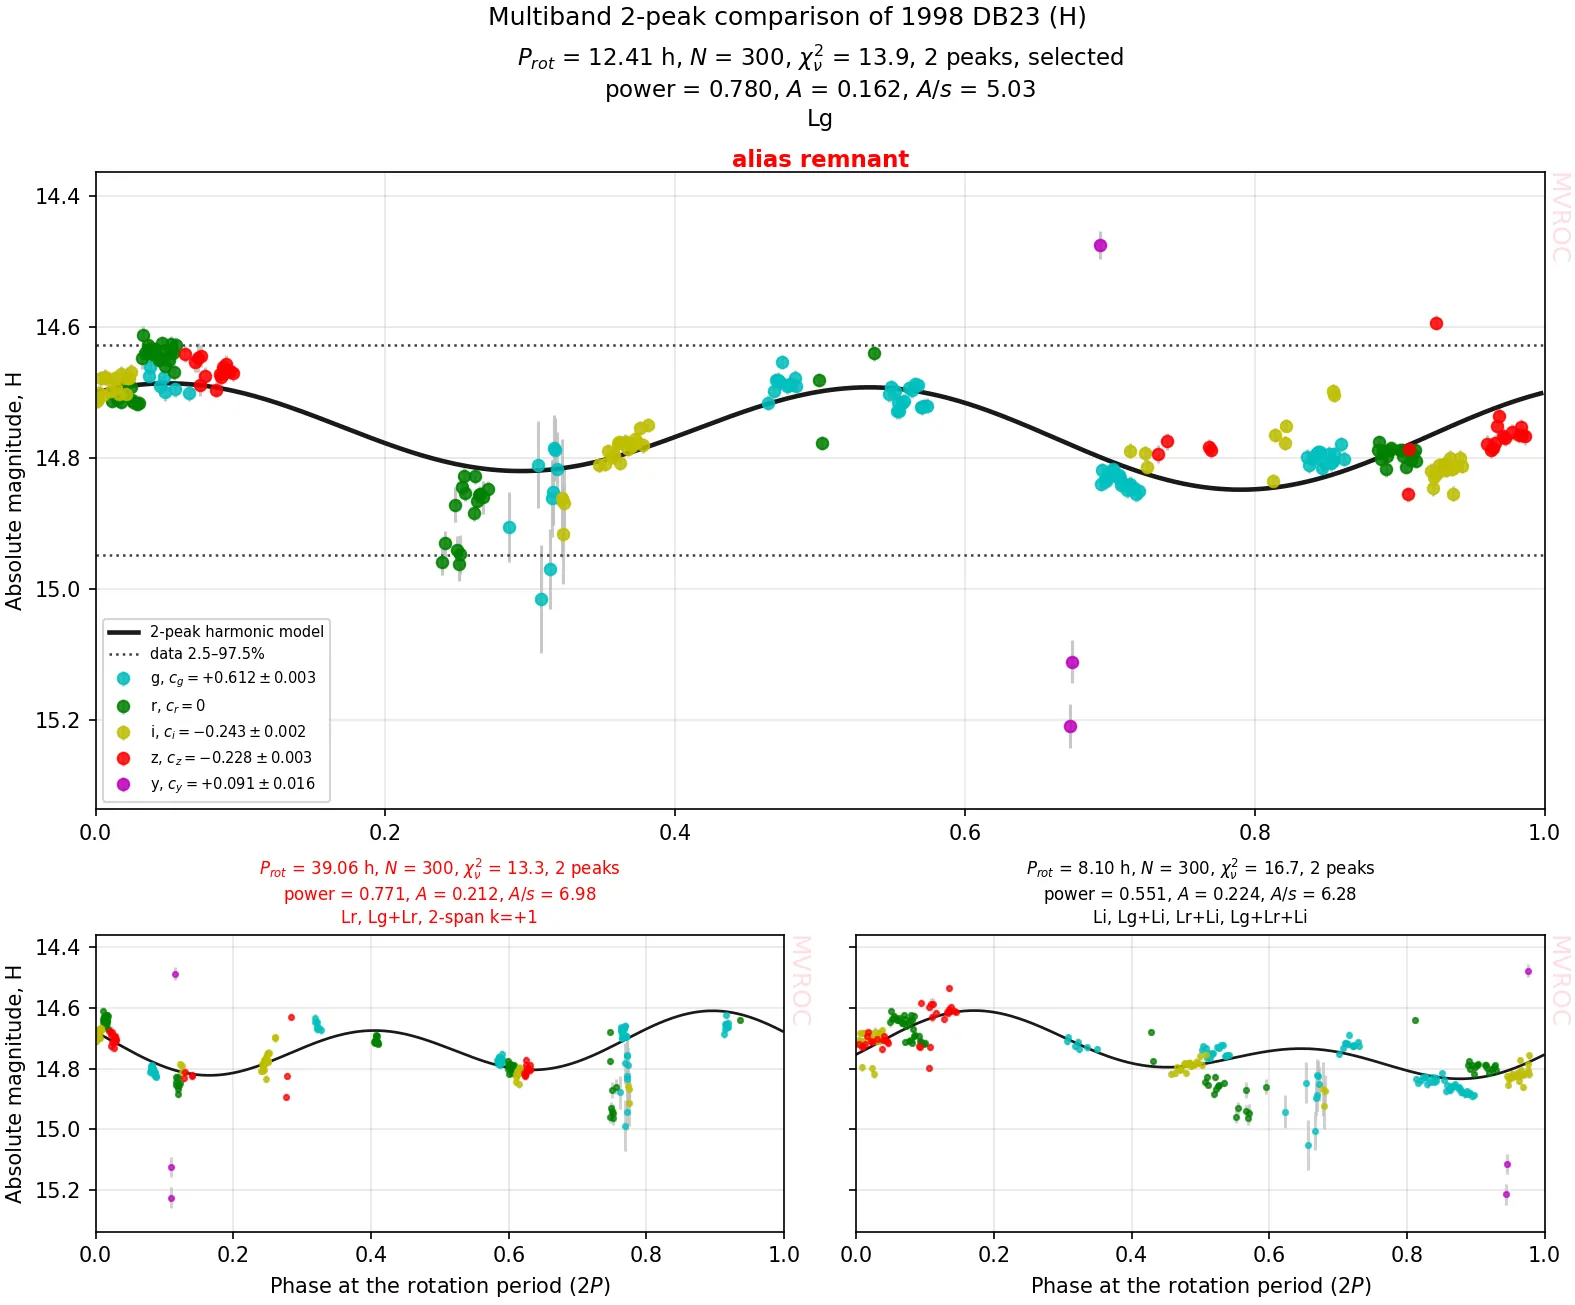 Multiband 2-peak comparison of 1998 DB23 (H)
P_rot = 12.41 h, N = 300, χ²_ν = 13.9, 2 peaks, selected
power = 0.780, A = 0.162, A/s = 5.03
Lg
alias remnant
MVROC
14.4
14.6
14.8
15.0
15.2
Absolute magnitude, H
2-peak harmonic model
data 2.5–97.5%
g, c_g = +0.612 ± 0.003
r, c_r = 0
i, c_i = −0.243 ± 0.002
z, c_z = −0.228 ± 0.003
y, c_y = +0.091 ± 0.016
0.0 0.2 0.4 0.6 0.8 1.0
P_rot = 39.06 h, N = 300, χ²_ν = 13.3, 2 peaks
power = 0.771, A = 0.212, A/s = 6.98
Lr, Lg+Lr, 2-span k=+1
MVROC
14.4
14.6
14.8
15.0
15.2
Absolute magnitude, H
0.0 0.2 0.4 0.6 0.8 1.0
Phase at the rotation period (2P)
P_rot = 8.10 h, N = 300, χ²_ν = 16.7, 2 peaks
power = 0.551, A = 0.224, A/s = 6.28
Li, Lg+Li, Lr+Li, Lg+Lr+Li
MVROC
0.0 0.2 0.4 0.6 0.8 1.0
Phase at the rotation period (2P)